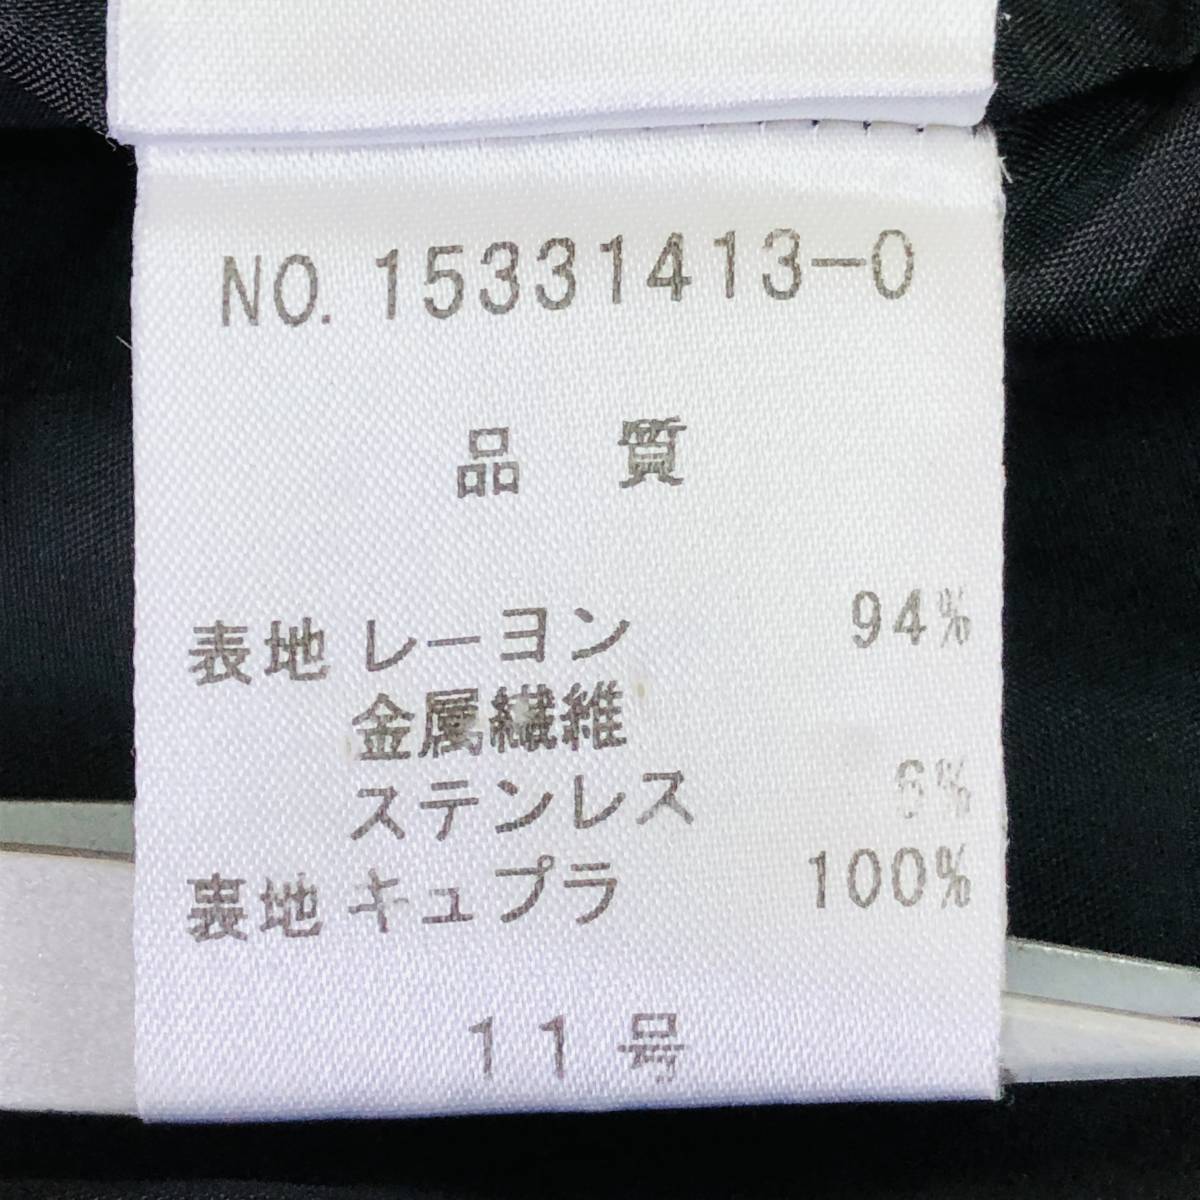 NO. 15331413-0
品 質
表地 レーヨン 94%
金属繊維
ステンレス 6%
裏地 キュプラ 100%
11号